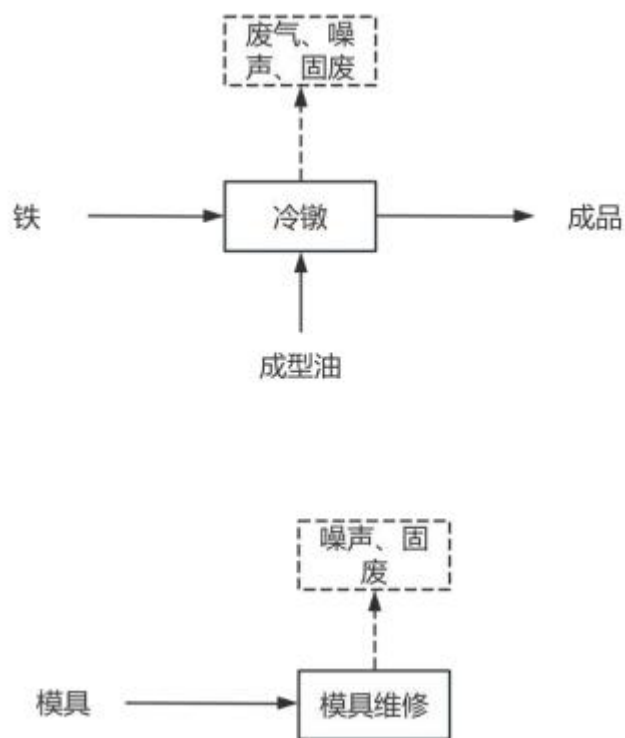 废气、噪
声、固废
铁
冷镦
成品
成型油
噪声、固
废
模具
模具维修